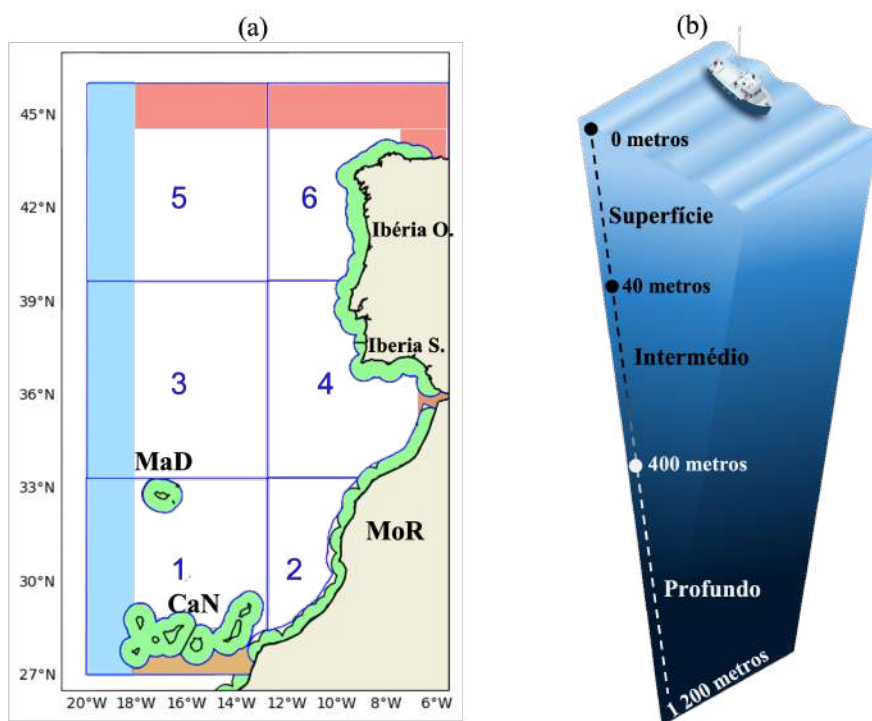 (a)
45°N
42°N
39°N
36°N
33°N
30°N
27°N
20°W 18°W 16°W 14°W 12°W 10°W 8°W 6°W
5
6
Ibéria O.
Iberia S.
3
4
MaD
MoR
1
2
CaN
(b)
0 metros
Superfície
40 metros
Intermédio
400 metros
Profundo
1 200 metros